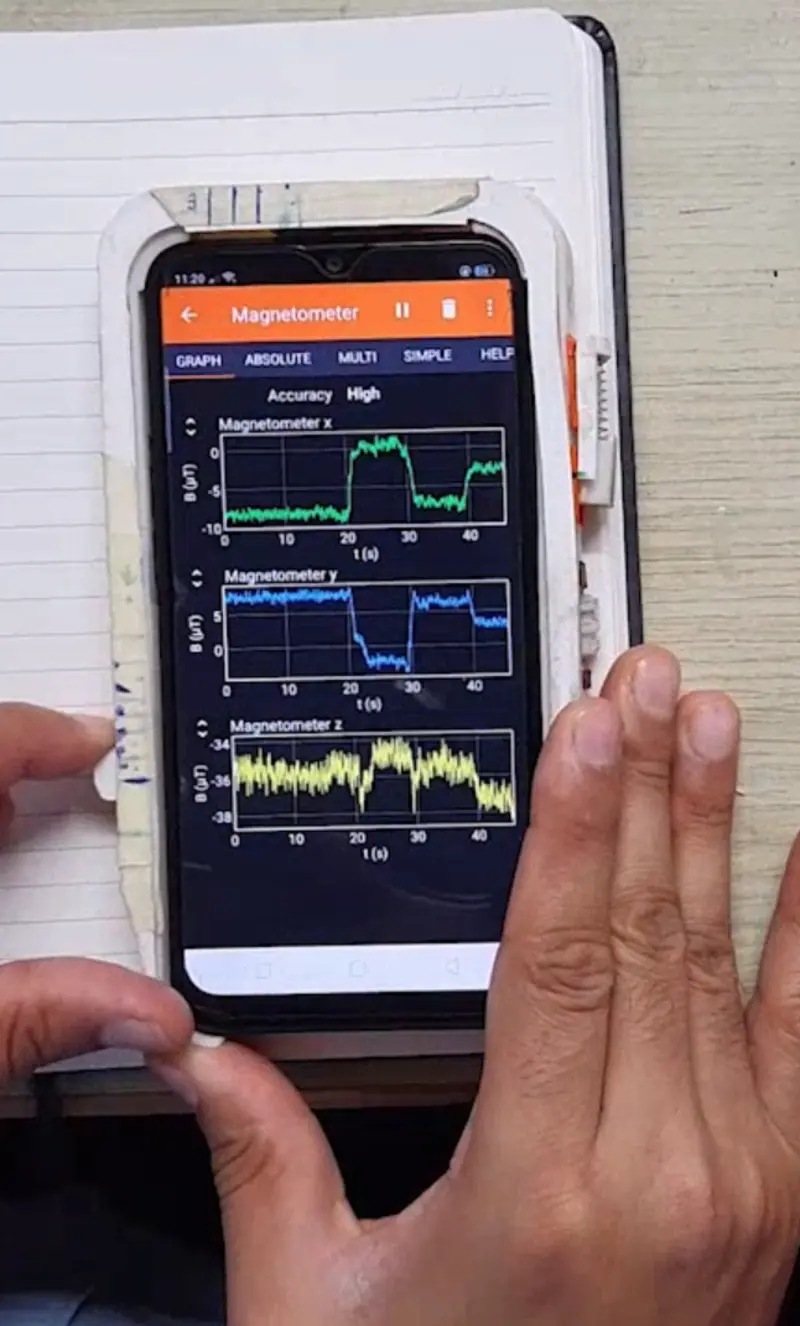 11:20
Magnetometer
GRAPH ABSOLUTE MULTI SIMPLE HELP
Accuracy High
Magnetometer x
B (µT)
0
-5
-10
0 10 20 30 40
t (s)
Magnetometer y
B (µT)
5
0
0 10 20 30 40
t (s)
Magnetometer z
B (µT)
-34
-36
-38
0 10 20 30 40
t (s)